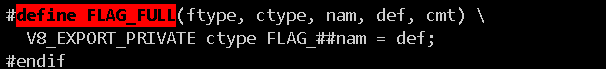 #define FLAG_FULL(ftype, ctype, nam, def, cmt) \
  V8_EXPORT_PRIVATE ctype FLAG_##nam = def;
#endif